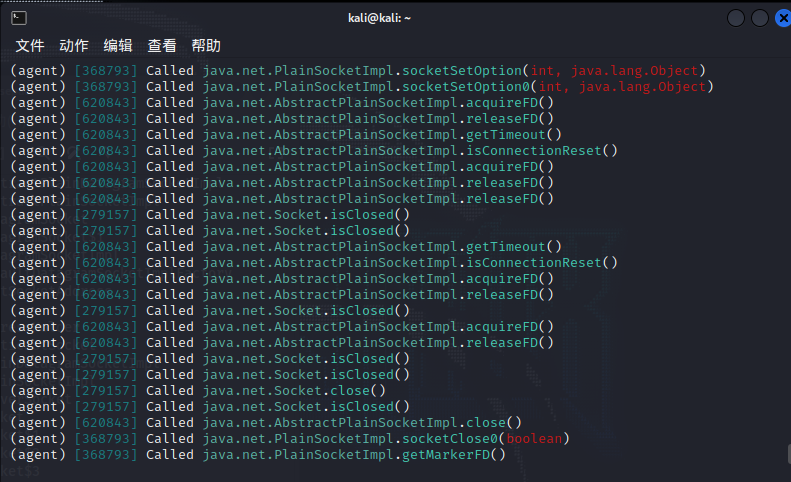 kali@kali: ~
文件 动作 编辑 查看 帮助
(agent) [368793] Called java.net.PlainSocketImpl.socketSetOption(int, java.lang.Object)
(agent) [368793] Called java.net.PlainSocketImpl.socketSetOption0(int, java.lang.Object)
(agent) [620843] Called java.net.AbstractPlainSocketImpl.acquireFD()
(agent) [620843] Called java.net.AbstractPlainSocketImpl.releaseFD()
(agent) [620843] Called java.net.AbstractPlainSocketImpl.getTimeout()
(agent) [620843] Called java.net.AbstractPlainSocketImpl.isConnectionReset()
(agent) [620843] Called java.net.AbstractPlainSocketImpl.acquireFD()
(agent) [620843] Called java.net.AbstractPlainSocketImpl.releaseFD()
(agent) [620843] Called java.net.AbstractPlainSocketImpl.releaseFD()
(agent) [279157] Called java.net.Socket.isClosed()
(agent) [279157] Called java.net.Socket.isClosed()
(agent) [620843] Called java.net.AbstractPlainSocketImpl.getTimeout()
(agent) [620843] Called java.net.AbstractPlainSocketImpl.isConnectionReset()
(agent) [620843] Called java.net.AbstractPlainSocketImpl.acquireFD()
(agent) [620843] Called java.net.AbstractPlainSocketImpl.releaseFD()
(agent) [279157] Called java.net.Socket.isClosed()
(agent) [620843] Called java.net.AbstractPlainSocketImpl.acquireFD()
(agent) [620843] Called java.net.AbstractPlainSocketImpl.releaseFD()
(agent) [279157] Called java.net.Socket.isClosed()
(agent) [279157] Called java.net.Socket.isClosed()
(agent) [279157] Called java.net.Socket.close()
(agent) [279157] Called java.net.Socket.isClosed()
(agent) [620843] Called java.net.AbstractPlainSocketImpl.close()
(agent) [368793] Called java.net.PlainSocketImpl.socketClose0(boolean)
(agent) [368793] Called java.net.PlainSocketImpl.getMarkerFD()
ket$3